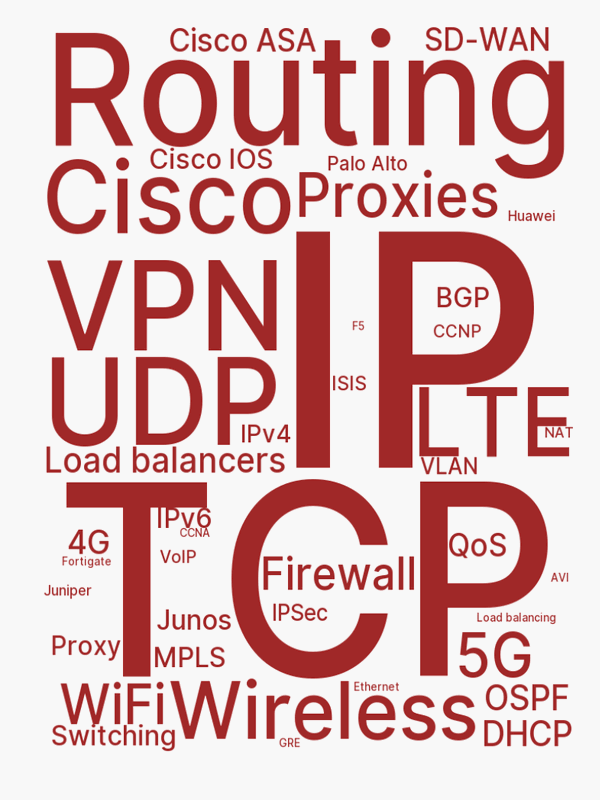 Cisco ASA
SD-WAN
Routing
Cisco IOS
Palo Alto
Cisco
Proxies
Huawei
VPN
IP
BGP
F5
CCNP
ISIS
UDP
LTE
IPv4
NAT
Load balancers
VLAN
TCP
IPv6
CCNA
4G
QoS
Fortigate
VoIP
Firewall
AVI
Juniper
IPSec
Junos
Load balancing
Proxy
MPLS
5G
WiFi
Wireless
Ethernet
OSPF
Switching
GRE
DHCP